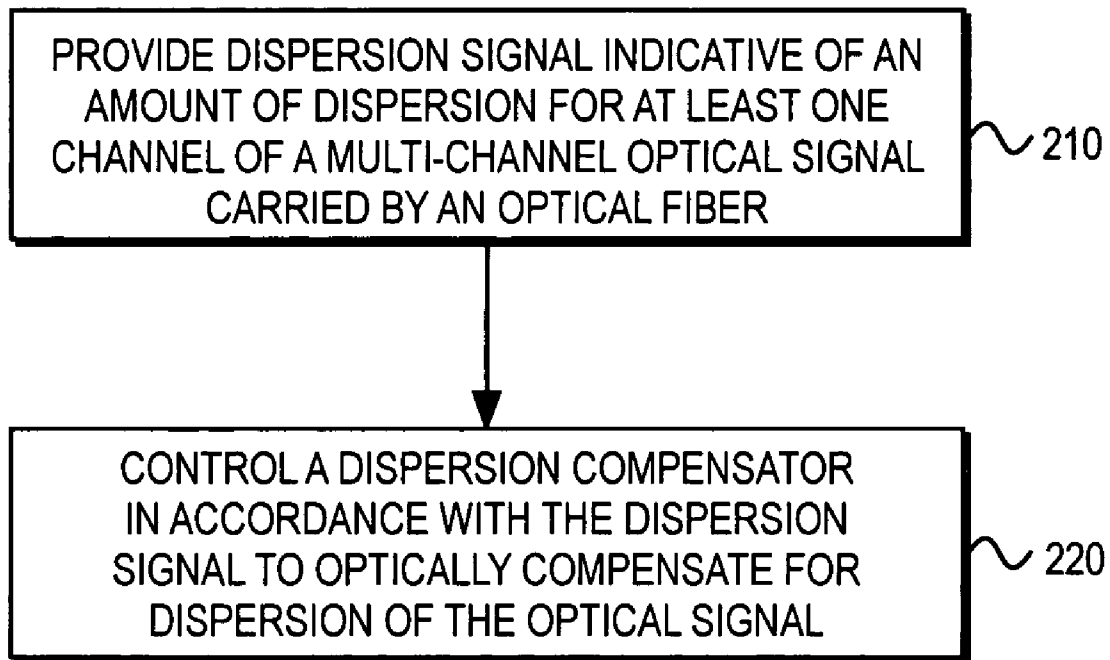 PROVIDE DISPERSION SIGNAL INDICATIVE OF AN
AMOUNT OF DISPERSION FOR AT LEAST ONE
CHANNEL OF A MULTI-CHANNEL OPTICAL SIGNAL
CARRIED BY AN OPTICAL FIBER
210
CONTROL A DISPERSION COMPENSATOR
IN ACCORDANCE WITH THE DISPERSION
SIGNAL TO OPTICALLY COMPENSATE FOR
DISPERSION OF THE OPTICAL SIGNAL
220